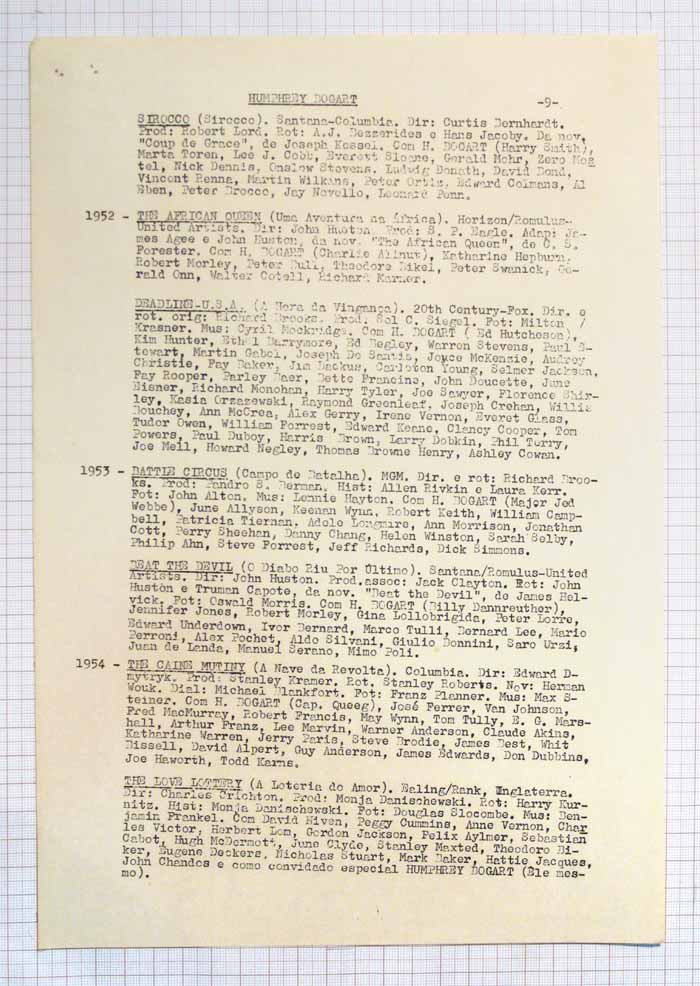 HUMPHREY BOGART -9-
SIROCCO (Sirocco). Santana-Columbia. Dir: Curtis Bernhardt.
Prod: Robert Lord. Rot: A.J. Bezzerides e Hans Jacoby. Da nov.
"Coup de Grace", de Joseph Kessel. Com H. BOGART (Harry Smith),
Marta Toren, Lee J. Cobb, Everett Sloane, Gerald Mohr, Zero Mos
tel, Nick Dennis, Onslow Stevens. Ludwig Donath, David Bond,
Vincent Renna, Martin Wilkans, Peter Ortiz, Edward Colmans, Al
Eben, Peter Brocco, Jay Novello, Leonard Penn.
1952 - THE AFRICAN QUEEN (Uma Aventura na África). Horizon/Romulus-
United Artists. Dir: John Huston. Prod: S. P. Eagle. Adap: Ja-
mes Agee e John Huston, da nov. "The African Queen", de C. S.
Forester. Com H. BOGART (Charlie Allnut), Katharine Hepburn,
Robert Morley, Peter Bull, Theodore Bikel, Peter Swanick, Ge-
rald Onn, Walter Cotell, Richard Marner.
DEADLINE-U.S.A. (A Hora da Vingança). 20th Century-Fox. Dir. e
rot. orig: Richard Brooks. Prod. Sol C. Siegel. Fot: Milton /
Krasner. Mus: Cyril Mockridge. Com H. BOGART ( Ed Hutcheson),
Kim Hunter, Ethel Barrymore, Ed Begley, Warren Stevens, Paul S-
tewart, Martin Gabel, Joseph De Santis, Joyce McKenzie, Audrey
Christie, Fay Baker, Jim Backus, Carleton Young, Selmer Jackson,
Fay Rooper, Parley Baer, Bette Francine, John Doucette, June
Eisner, Richard Monohan, Harry Tyler, Joe Sawyer, Florence Shir-
ley, Kasia Orzazewski, Raymond Greenleaf, Joseph Crehan, Willis
Bouchey, Ann McCrea, Alex Gerry, Irene Vernon, Everet Glass,
Tudor Owen, William Forrest, Edward Keane, Clancy Cooper, Tom
Powers, Paul Duboy, Harris Brown, Larry Dobkin, Phil Terry,
Joe Mell, Howard Negley, Thomas Browne Henry, Ashley Cowan.
1953 - BATTLE CIRCUS (Campo de Batalha). MGM. Dir. e rot: Richard Broo-
ks. Prod: Pandro S. Berman. Hist: Allen Rivkin e Laura Kerr.
Fot: John Alton. Mus: Lennie Hayton. Com H. BOGART (Major Jed
Webbe), June Allyson, Keenan Wynn, Robert Keith, William Camp-
bell, Patricia Tiernan, Adele Longmire, Ann Morrison, Jonathan
Cott, Perry Sheehan, Danny Chang, Helen Winston, Sarah Selby,
Philip Ahn, Steve Forrest, Jeff Richards, Dick Simmons.
BEAT THE DEVIL (O Diabo Riu Por Último). Santana/Romulus-United
Artists. Dir: John Huston. Prod.assoc: Jack Clayton. Rot: John
Huston e Truman Capote, da nov. "Beat the Devil", de James Hel-
vick. Fot: Oswald Morris. Com H. BOGART (Billy Dannreuther),
Jennifer Jones, Robert Morley, Gina Lollobrigida, Peter Lorre,
Edward Underdown, Ivor Bernard, Marco Tulli, Bernard Lee, Mario
Perroni, Alex Pochet, Aldo Silvani, Giulio Donnini, Saro Urzi,
Juan de Landa, Manuel Serano, Mimo Poli.
1954 - THE CAINE MUTINY (A Nave da Revolta). Columbia. Dir: Edward D-
mytryk. Prod: Stanley Kramer. Rot. Stanley Roberts. Nov: Herman
Wouk. Dial: Michael Blankfort. Fot: Franz Planner. Mus: Max S-
teiner. Com H. BOGART (Cap. Queeg), José Ferrer, Van Johnson,
Fred MacMurray, Robert Francis, May Wynn, Tom Tully, E. G. Mars-
hall, Arthur Franz, Lee Marvin, Warner Anderson, Claude Akins,
Katharine Warren, Jerry Paris, Steve Brodie, James Best, Whit
Bissell, David Alpert, Guy Anderson, James Edwards, Don Dubbins,
Joe Haworth, Todd Karns.
THE LOVE LOTTERY (A Loteria do Amor). Ealing/Rank, Inglaterra.
Dir: Charles Crichton. Prod: Monja Danischewski. Rot: Harry Kur-
nitz. Hist: Monja Danischewski. Fot: Douglas Slocombe. Mus: Ben-
jamin Frankel. Com David Niven, Peggy Cummins, Anne Vernon, Char
les Victor, Herbert Lom, Gordon Jackson, Felix Aylmer, Sebastian
Cabot, Hugh McDermott, June Clyde, Stanley Maxted, Theodoro Bi-
ker, Eugene Deckers, Nicholas Stuart, Mark Baker, Hattie Jacques,
John Chandos e como convidado especial HUMPHREY BOGART (Ele mes-
mo).